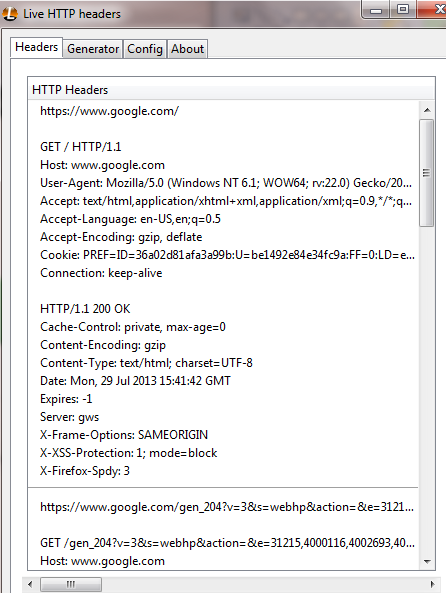 Live HTTP headers
Headers Generator Config About
HTTP Headers
https://www.google.com/
GET / HTTP/1.1
Host: www.google.com
User-Agent: Mozilla/5.0 (Windows NT 6.1; WOW64; rv:22.0) Gecko/20...
Accept: text/html,application/xhtml+xml,application/xml;q=0.9,*/*;q...
Accept-Language: en-US,en;q=0.5
Accept-Encoding: gzip, deflate
Cookie: PREF=ID=36a02d81afa3a99b:U=be1492e84e34fc9a:FF=0:LD=e...
Connection: keep-alive
HTTP/1.1 200 OK
Cache-Control: private, max-age=0
Content-Encoding: gzip
Content-Type: text/html; charset=UTF-8
Date: Mon, 29 Jul 2013 15:41:42 GMT
Expires: -1
Server: gws
X-Frame-Options: SAMEORIGIN
X-XSS-Protection: 1; mode=block
X-Firefox-Spdy: 3
https://www.google.com/gen_204?v=3&s=webhp&action=&e=3121...
GET /gen_204?v=3&s=webhp&action=&e=31215,4000116,4002693,40...
Host: www.google.com